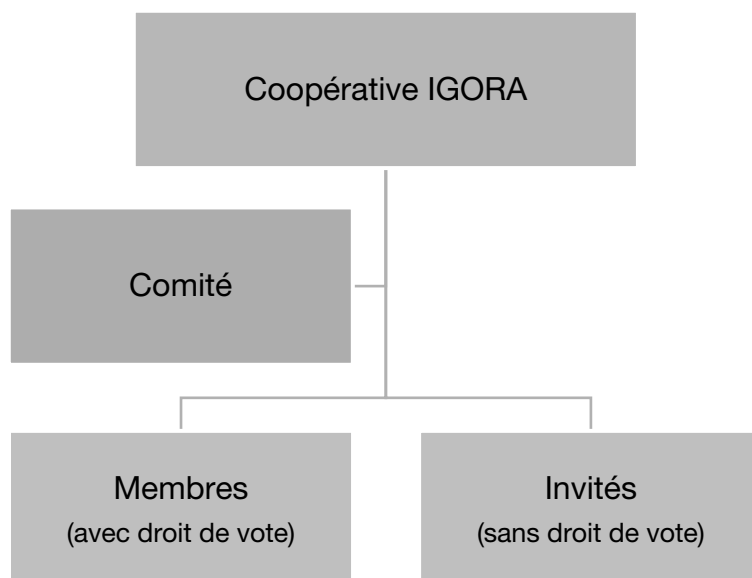 Coopérative IGORA
Comité
Membres
(avec droit de vote)
Invités
(sans droit de vote)